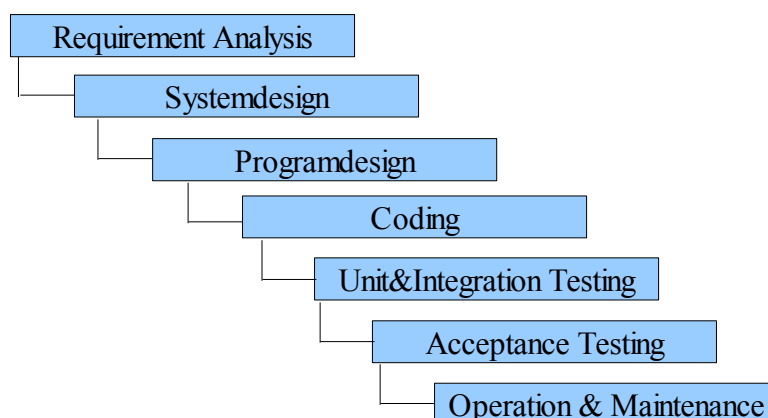 Requirement Analysis
Systemdesign
Programdesign
Coding
Unit&Integration Testing
Acceptance Testing
Operation & Maintenance